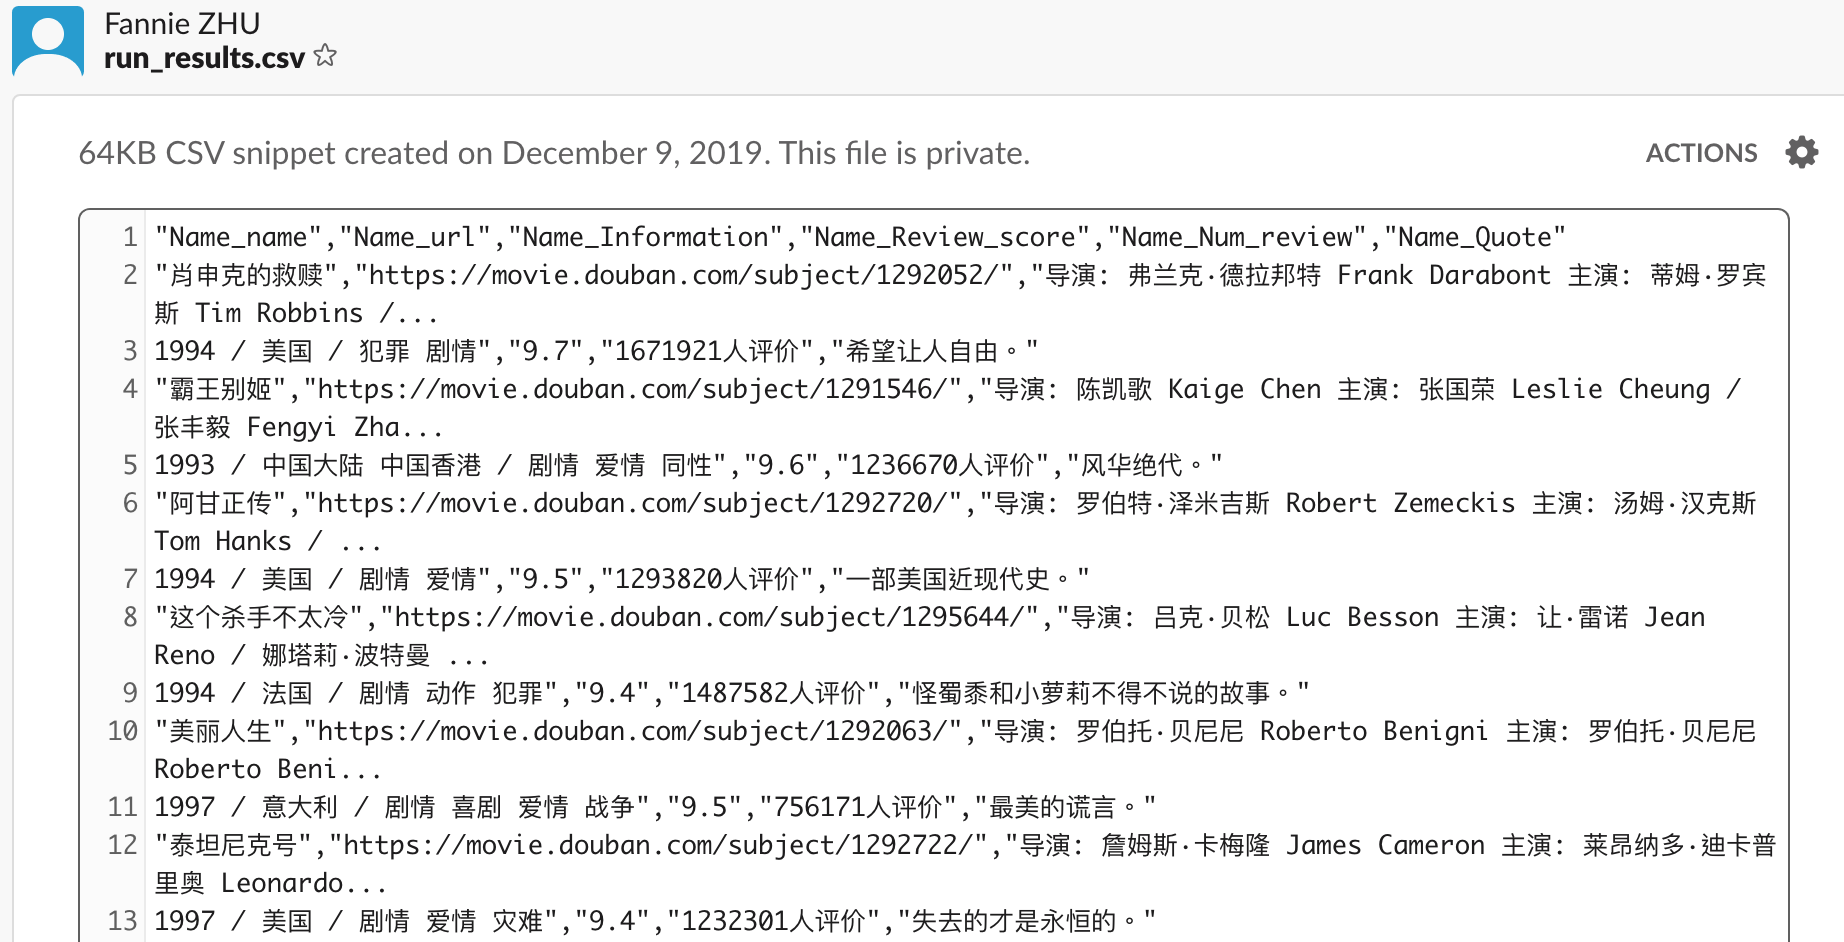 Fannie ZHU
run_results.csv
64KB CSV snippet created on December 9, 2019. This file is private.
ACTIONS
1 "Name_name","Name_url","Name_Information","Name_Review_score","Name_Num_review","Name_Quote"
2 "肖申克的救赎","https://movie.douban.com/subject/1292052/","导演: 弗兰克·德拉邦特 Frank Darabont 主演: 蒂姆·罗宾
斯 Tim Robbins /...
3 1994 / 美国 / 犯罪 剧情","9.7","1671921人评价","希望让人自由。"
4 "霸王别姬","https://movie.douban.com/subject/1291546/","导演: 陈凯歌 Kaige Chen 主演: 张国荣 Leslie Cheung /
张丰毅 Fengyi Zha...
5 1993 / 中国大陆 中国香港 / 剧情 爱情 同性","9.6","1236670人评价","风华绝代。"
6 "阿甘正传","https://movie.douban.com/subject/1292720/","导演: 罗伯特·泽米吉斯 Robert Zemeckis 主演: 汤姆·汉克斯
Tom Hanks / ...
7 1994 / 美国 / 剧情 爱情","9.5","1293820人评价","一部美国近现代史。"
8 "这个杀手不太冷","https://movie.douban.com/subject/1295644/","导演: 吕克·贝松 Luc Besson 主演: 让·雷诺 Jean
Reno / 娜塔莉·波特曼 ...
9 1994 / 法国 / 剧情 动作 犯罪","9.4","1487582人评价","怪蜀黍和小萝莉不得不说的故事。"
10 "美丽人生","https://movie.douban.com/subject/1292063/","导演: 罗伯托·贝尼尼 Roberto Benigni 主演: 罗伯托·贝尼尼
Roberto Beni...
11 1997 / 意大利 / 剧情 喜剧 爱情 战争","9.5","756171人评价","最美的谎言。"
12 "泰坦尼克号","https://movie.douban.com/subject/1292722/","导演: 詹姆斯·卡梅隆 James Cameron 主演: 莱昂纳多·迪卡普
里奥 Leonardo...
13 1997 / 美国 / 剧情 爱情 灾难","9.4","1232301人评价","失去的才是永恒的。"